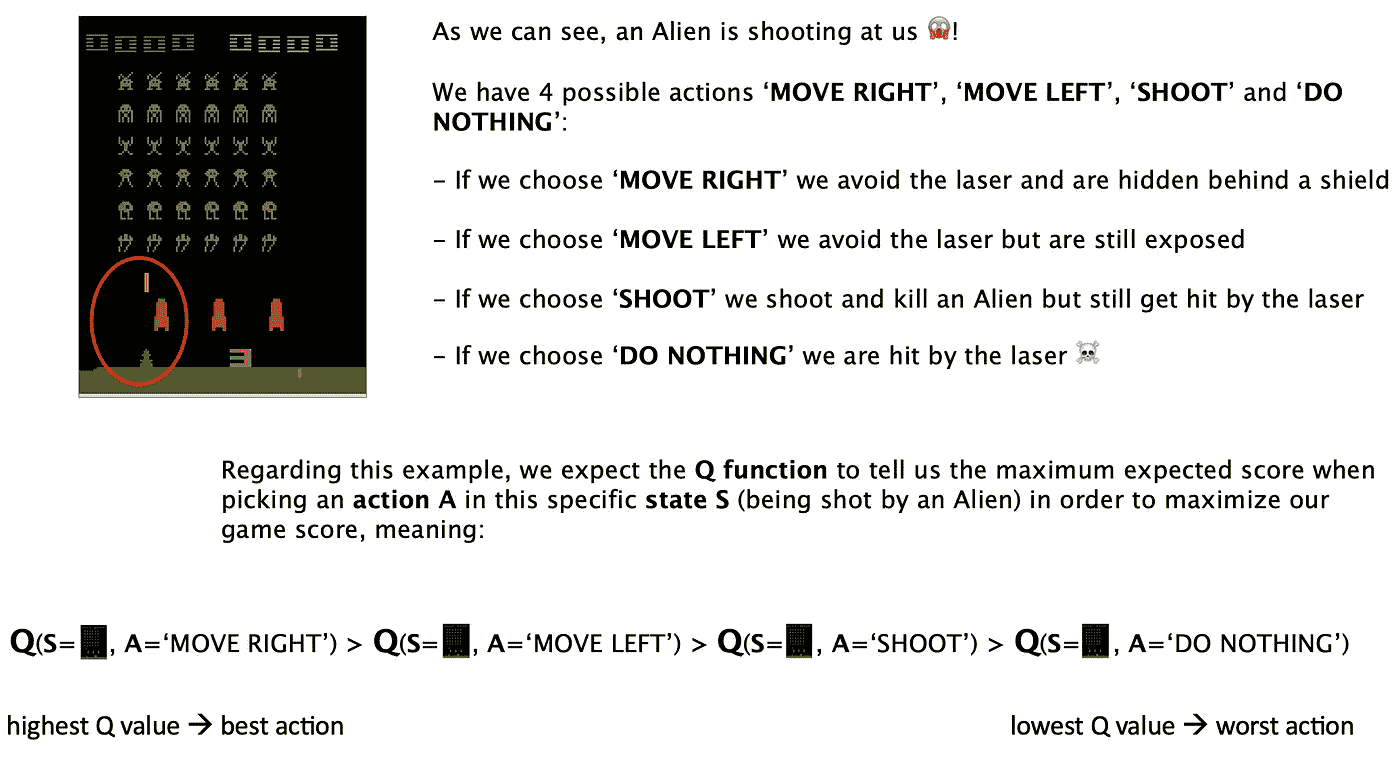 0000 0000
As we can see, an Alien is shooting at us 😱!
We have 4 possible actions ‘MOVE RIGHT’, ‘MOVE LEFT’, ‘SHOOT’ and ‘DO
NOTHING’:
– If we choose ‘MOVE RIGHT’ we avoid the laser and are hidden behind a shield
– If we choose ‘MOVE LEFT’ we avoid the laser but are still exposed
– If we choose ‘SHOOT’ we shoot and kill an Alien but still get hit by the laser
– If we choose ‘DO NOTHING’ we are hit by the laser ☠
3
Regarding this example, we expect the Q function to tell us the maximum expected score when
picking an action A in this specific state S (being shot by an Alien) in order to maximize our
game score, meaning:
Q(S= , A=‘MOVE RIGHT’) > Q(S= , A=‘MOVE LEFT’) > Q(S= , A=‘SHOOT’) > Q(S= , A=‘DO NOTHING’)
highest Q value → best action
lowest Q value → worst action